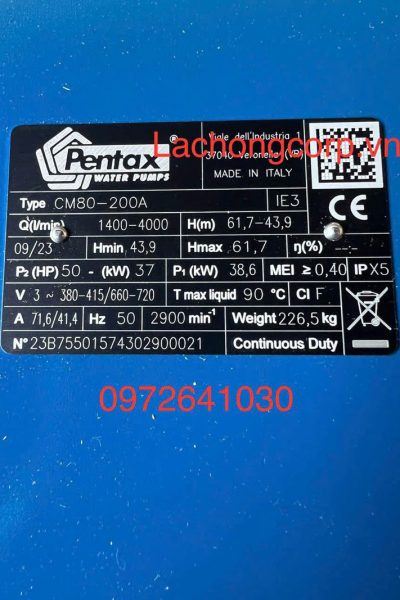 Pentax®
WATER PUMPS
Viale dell'Industria 1
37040 Veronella (VR)
MADE IN ITALY
Lachongcorp.vn
Type CM80-200A IE3
Q(l/min) 1400-4000 H(m) 61,7-43,9
CE
09/23 Hmin 43,9 Hmax 61,7 η(%) --.-
P₂ (HP) 50 - (kW) 37 P₁ (kW) 38,6 MEI ≥ 0,40 IP X5
V 3 ~ 380-415/660-720 T max liquid 90 °C Cl F
A 71,6/41,4 Hz 50 2900 min⁻¹ Weight 226,5 kg
N° 23B75501574302900021 Continuous Duty
0972641030